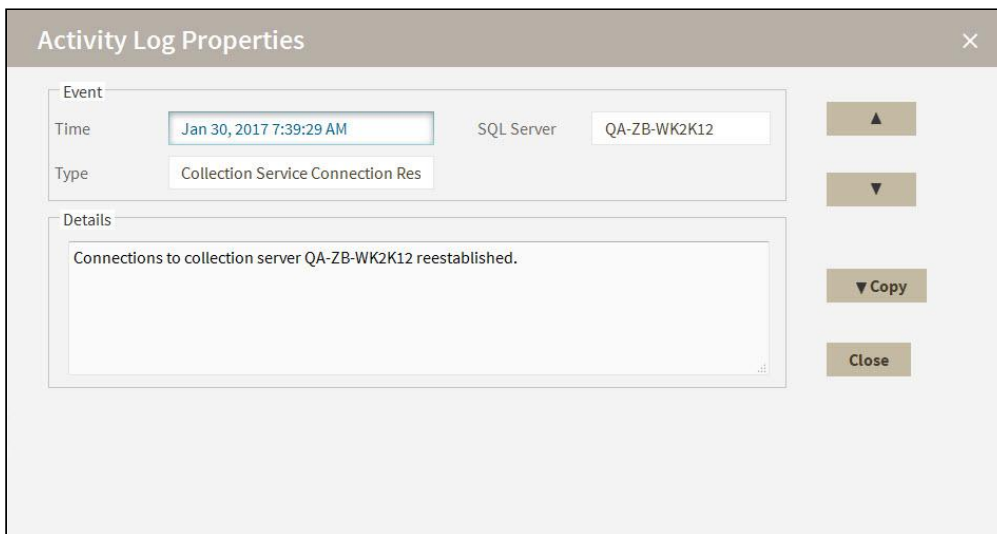 Activity Log Properties
×
Event
Time
Jan 30, 2017 7:39:29 AM
SQL Server
QA-ZB-WK2K12
Type
Collection Service Connection Res
Details
Connections to collection server QA-ZB-WK2K12 reestablished.
▲
▼
▼ Copy
Close